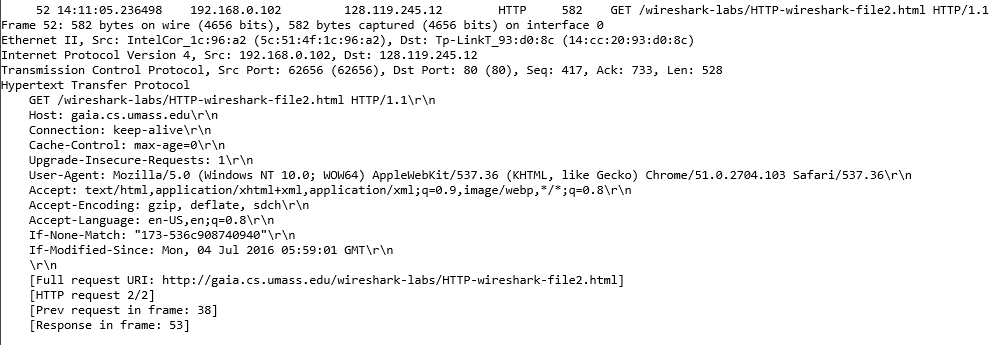 52 14:11:05.236498 192.168.0.102 128.119.245.12 HTTP 582 GET /wireshark-labs/HTTP-wireshark-file2.html HTTP/1.1
Frame 52: 582 bytes on wire (4656 bits), 582 bytes captured (4656 bits) on interface 0
Ethernet II, Src: IntelCor_1c:96:a2 (5c:51:4f:1c:96:a2), Dst: Tp-LinkT_93:d0:8c (14:cc:20:93:d0:8c)
Internet Protocol Version 4, Src: 192.168.0.102, Dst: 128.119.245.12
Transmission Control Protocol, Src Port: 62656 (62656), Dst Port: 80 (80), Seq: 417, Ack: 733, Len: 528
Hypertext Transfer Protocol
GET /wireshark-labs/HTTP-wireshark-file2.html HTTP/1.1\r\n
Host: gaia.cs.umass.edu\r\n
Connection: keep-alive\r\n
Cache-Control: max-age=0\r\n
Upgrade-Insecure-Requests: 1\r\n
User-Agent: Mozilla/5.0 (Windows NT 10.0; WOW64) AppleWebKit/537.36 (KHTML, like Gecko) Chrome/51.0.2704.103 Safari/537.36\r\n
Accept: text/html,application/xhtml+xml,application/xml;q=0.9,image/webp,*/*;q=0.8\r\n
Accept-Encoding: gzip, deflate, sdch\r\n
Accept-Language: en-US,en;q=0.8\r\n
If-None-Match: "173-536c908740940"\r\n
If-Modified-Since: Mon, 04 Jul 2016 05:59:01 GMT\r\n
\r\n
[Full request URI: http://gaia.cs.umass.edu/wireshark-labs/HTTP-wireshark-file2.html]
[HTTP request 2/2]
[Prev request in frame: 38]
[Response in frame: 53]